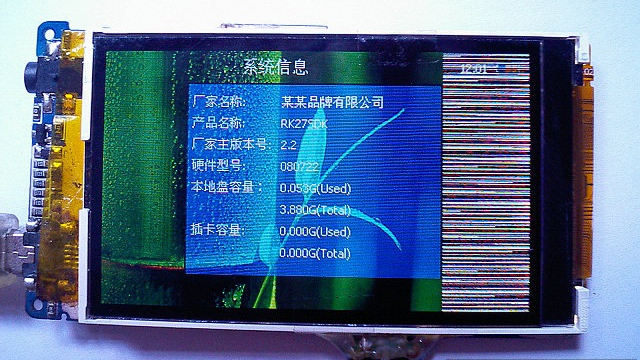 系统信息
12:01
厂家名称: 某某品牌有限公司
产品名称: RK27SDK
厂家主版本号: 2.2
硬件型号: 080722
本地盘容量: 0.053G(Used)
3.880G(Total)
插卡容量: 0.000G(Used)
0.000G(Total)